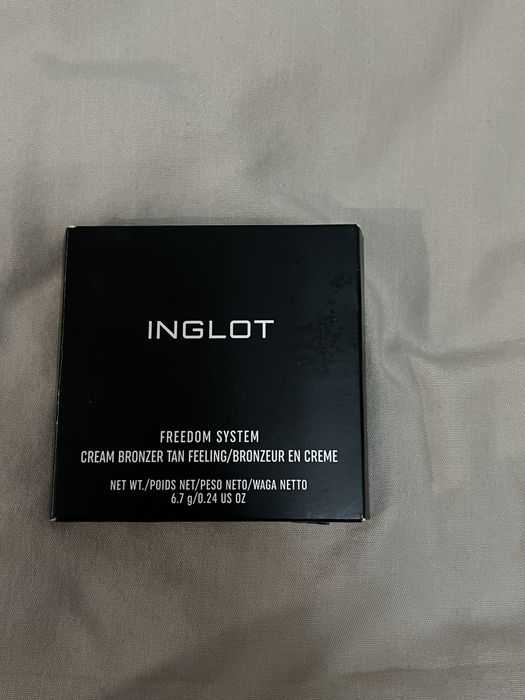 INGLOT
FREEDOM SYSTEM
CREAM BRONZER TAN FEELING/BRONZEUR EN CREME
NET WT./POIDS NET/PESO NETO/WAGA NETTO
6.7 g/0.24 US OZ